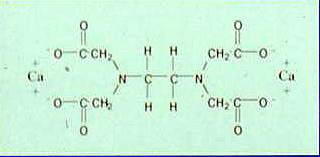 O O
H H
-O-C-CH₂ CH₂-C-O-
+ +
Ca N-C-C-N Ca
+ +
-O-C-CH₂ H H CH₂-C-O-
O O